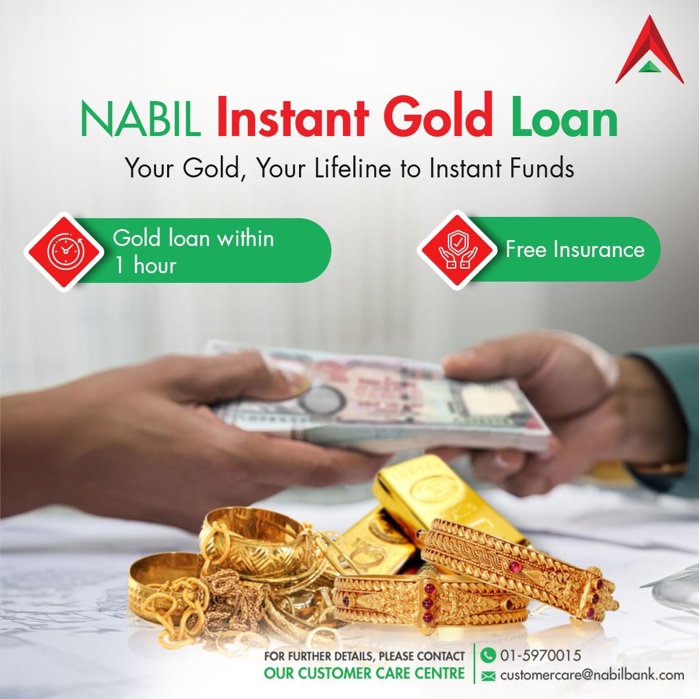 NABIL Instant Gold Loan
Your Gold, Your Lifeline to Instant Funds
Gold loan within
1 hour
Free Insurance
FOR FURTHER DETAILS, PLEASE CONTACT
OUR CUSTOMER CARE CENTRE
01-5970015
customercare@nabilbank.com